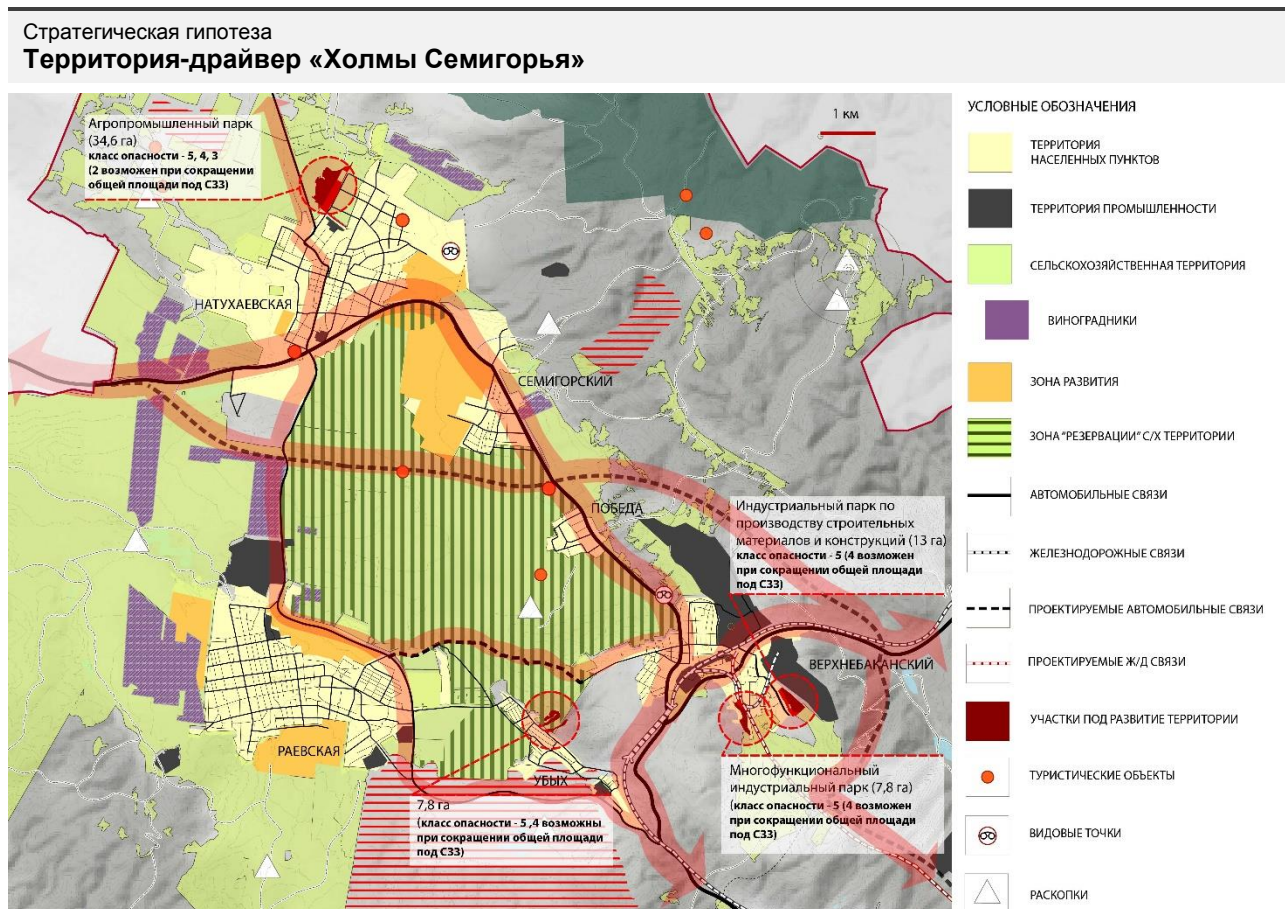 Стратегическая гипотеза
Территория-драйвер «Холмы Семигорья»
Агропромышленный парк
(34,6 га)
класс опасности - 5, 4, 3
(2 возможен при сокращении
общей площади под СЗЗ)
1 км
НАТУХАЕВСКАЯ
СЕМИГОРСКИЙ
ПОБЕДА
Индустриальный парк по
производству строительных
материалов и конструкций (13 га)
класс опасности - 5 (4 возможен
при сокращении общей площади
под СЗЗ)
ВЕРХНЕБАКАНСКИЙ
РАЕВСКАЯ
УБЫХ
7,8 га
(класс опасности - 5 ,4 возможны
при сокращении общей площади
под СЗЗ)
Многофункциональный
индустриальный парк (7,8 га)
(класс опасности - 5 (4 возможен
при сокращении общей площади
под СЗЗ)
УСЛОВНЫЕ ОБОЗНАЧЕНИЯ
ТЕРРИТОРИЯ
НАСЕЛЕННЫХ ПУНКТОВ
ТЕРРИТОРИЯ ПРОМЫШЛЕННОСТИ
СЕЛЬСКОХОЗЯЙСТВЕННАЯ ТЕРРИТОРИЯ
ВИНОГРАДНИКИ
ЗОНА РАЗВИТИЯ
ЗОНА "РЕЗЕРВАЦИИ" С/Х ТЕРРИТОРИИ
АВТОМОБИЛЬНЫЕ СВЯЗИ
ЖЕЛЕЗНОДОРОЖНЫЕ СВЯЗИ
ПРОЕКТИРУЕМЫЕ АВТОМОБИЛЬНЫЕ СВЯЗИ
ПРОЕКТИРУЕМЫЕ Ж/Д СВЯЗИ
УЧАСТКИ ПОД РАЗВИТИЕ ТЕРРИТОРИИ
ТУРИСТИЧЕСКИЕ ОБЪЕКТЫ
ВИДОВЫЕ ТОЧКИ
РАСКОПКИ